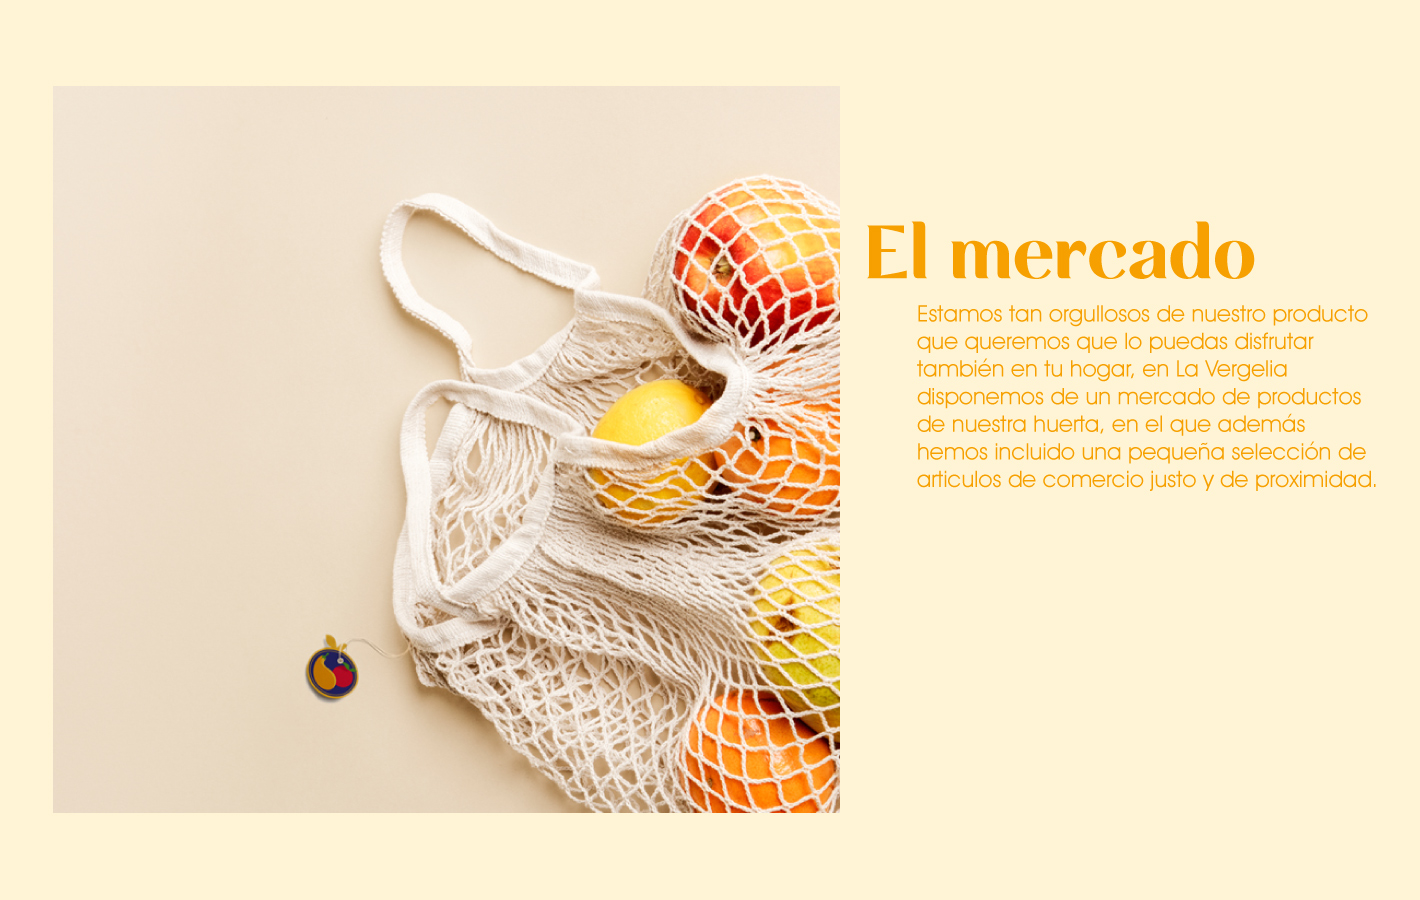 El mercado
Estamos tan orgullosos de nuestro producto
que queremos que lo puedas disfrutar
también en tu hogar, en La Vergelia
disponemos de un mercado de productos
de nuestra huerta, en el que además
hemos incluido una pequeña selección de
articulos de comercio justo y de proximidad.